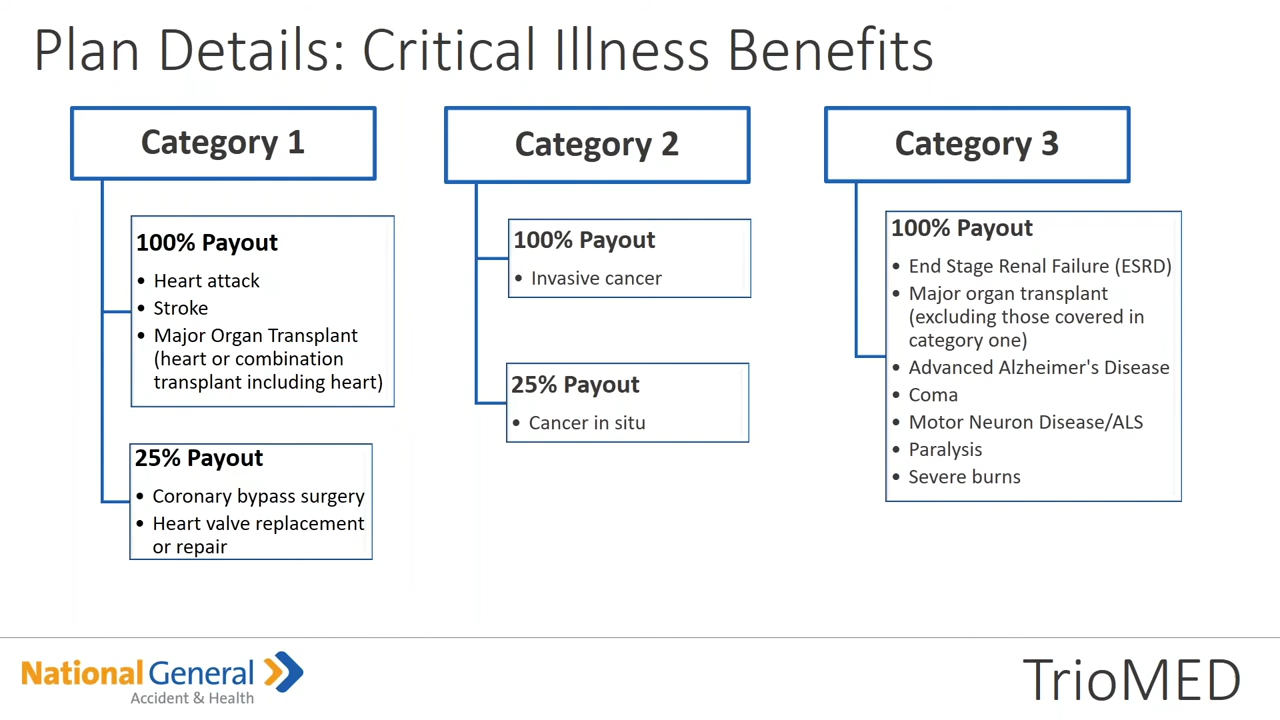 Plan Details: Critical Illness Benefits
Category 1
100% Payout
• Heart attack
• Stroke
• Major Organ Transplant
(heart or combination
transplant including heart)
25% Payout
• Coronary bypass surgery
• Heart valve replacement
or repair
Category 2
100% Payout
• Invasive cancer
25% Payout
• Cancer in situ
Category 3
100% Payout
• End Stage Renal Failure (ESRD)
• Major organ transplant
(excluding those covered in
category one)
• Advanced Alzheimer's Disease
• Coma
• Motor Neuron Disease/ALS
• Paralysis
• Severe burns
National General
Accident & Health
TrioMED